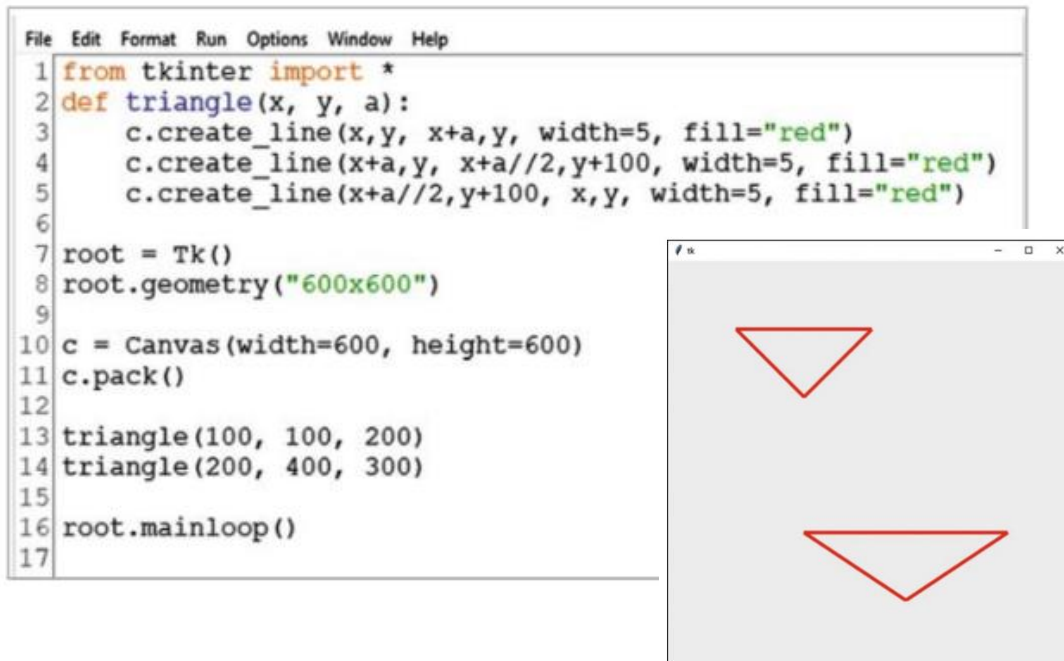 File Edit Format Run Options Window Help
1 from tkinter import *
2 def triangle(x, y, a):
3     c.create_line(x,y, x+a,y, width=5, fill="red")
4     c.create_line(x+a,y, x+a//2,y+100, width=5, fill="red")
5     c.create_line(x+a//2,y+100, x,y, width=5, fill="red")
6
7 root = Tk()
8 root.geometry("600x600")
9
10 c = Canvas(width=600, height=600)
11 c.pack()
12
13 triangle(100, 100, 200)
14 triangle(200, 400, 300)
15
16 root.mainloop()
17
tk